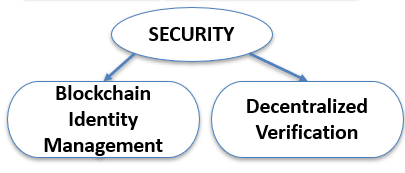 SECURITY
Blockchain
Identity
Management
Decentralized
Verification